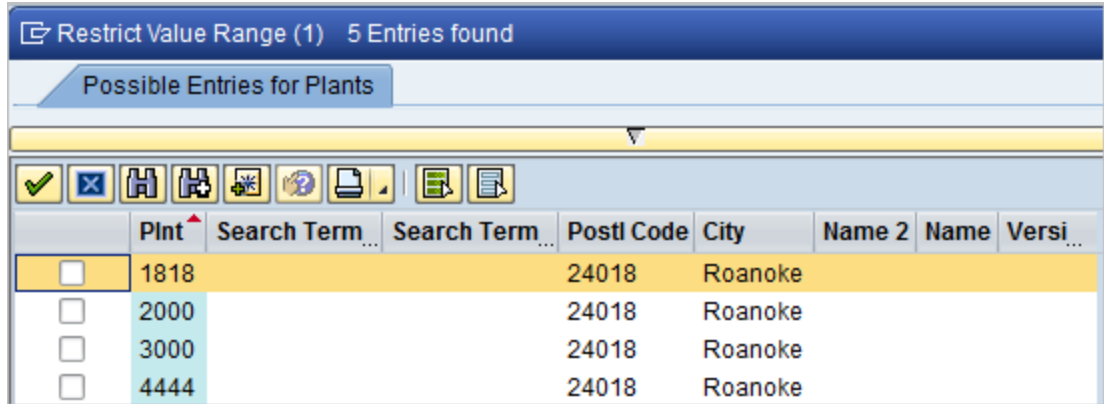 Restrict Value Range (1) 5 Entries found
Possible Entries for Plants
Plnt Search Term... Search Term... Postl Code City Name 2 Name Versi...
1818 24018 Roanoke
2000 24018 Roanoke
3000 24018 Roanoke
4444 24018 Roanoke